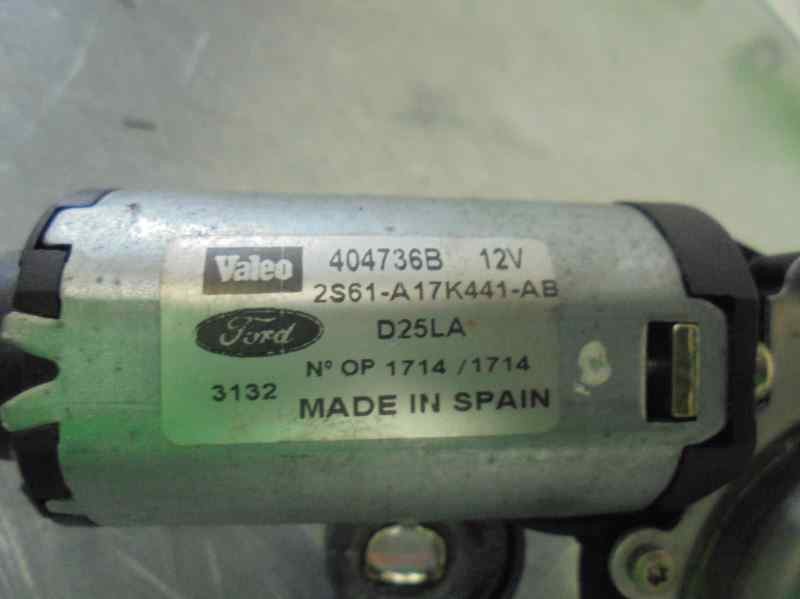 Valeo 404736B 12V
2S61-A17K441-AB
Ford D25LA
Nº OP 1714 / 1714
3132 MADE IN SPAIN